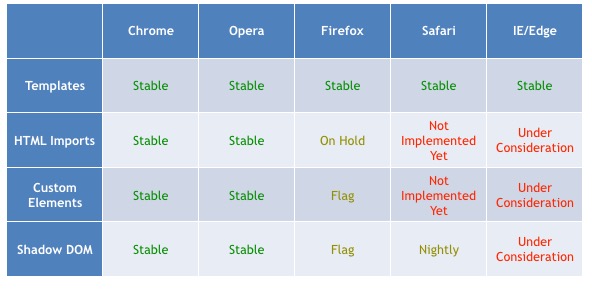 Chrome Opera Firefox Safari IE/Edge
Templates Stable Stable Stable Stable Stable
HTML Imports Stable Stable On Hold Not Implemented Yet Under Consideration
Custom Elements Stable Stable Flag Not Implemented Yet Under Consideration
Shadow DOM Stable Stable Flag Nightly Under Consideration